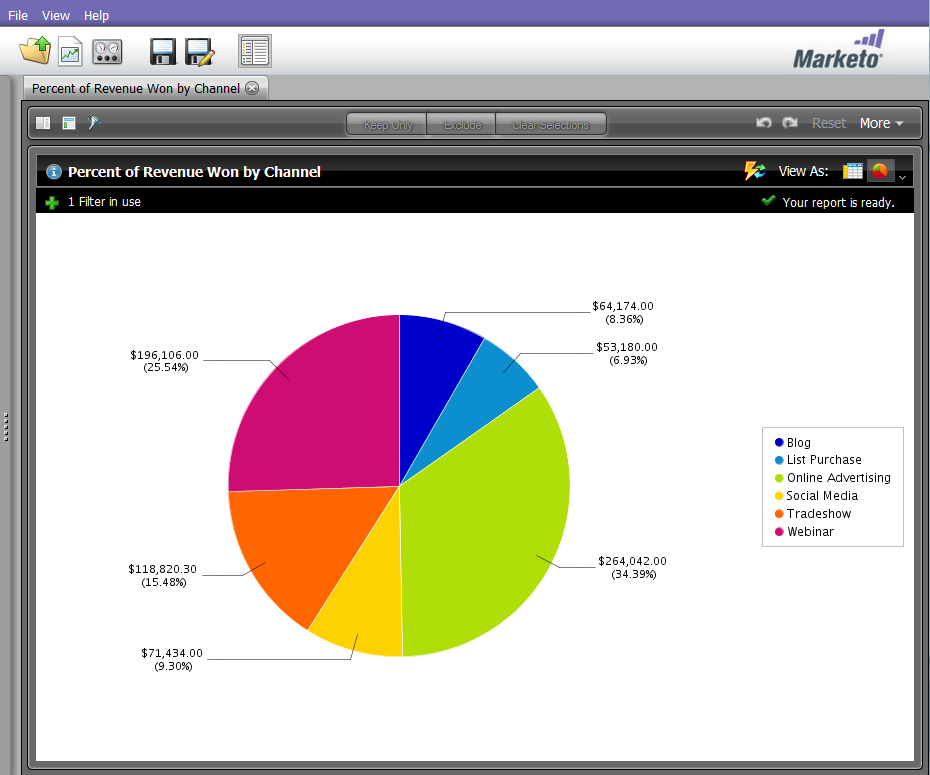 File View Help
Marketo
Percent of Revenue Won by Channel
Keep Only Exclude Clear Selections Reset More
Percent of Revenue Won by Channel View As:
1 Filter in use Your report is ready.
$64,174.00
(8.36%)
$53,180.00
(6.93%)
$196,106.00
(25.54%)
Blog
List Purchase
Online Advertising
Social Media
Tradeshow
Webinar
$264,042.00
(34.39%)
$118,820.30
(15.48%)
$71,434.00
(9.30%)